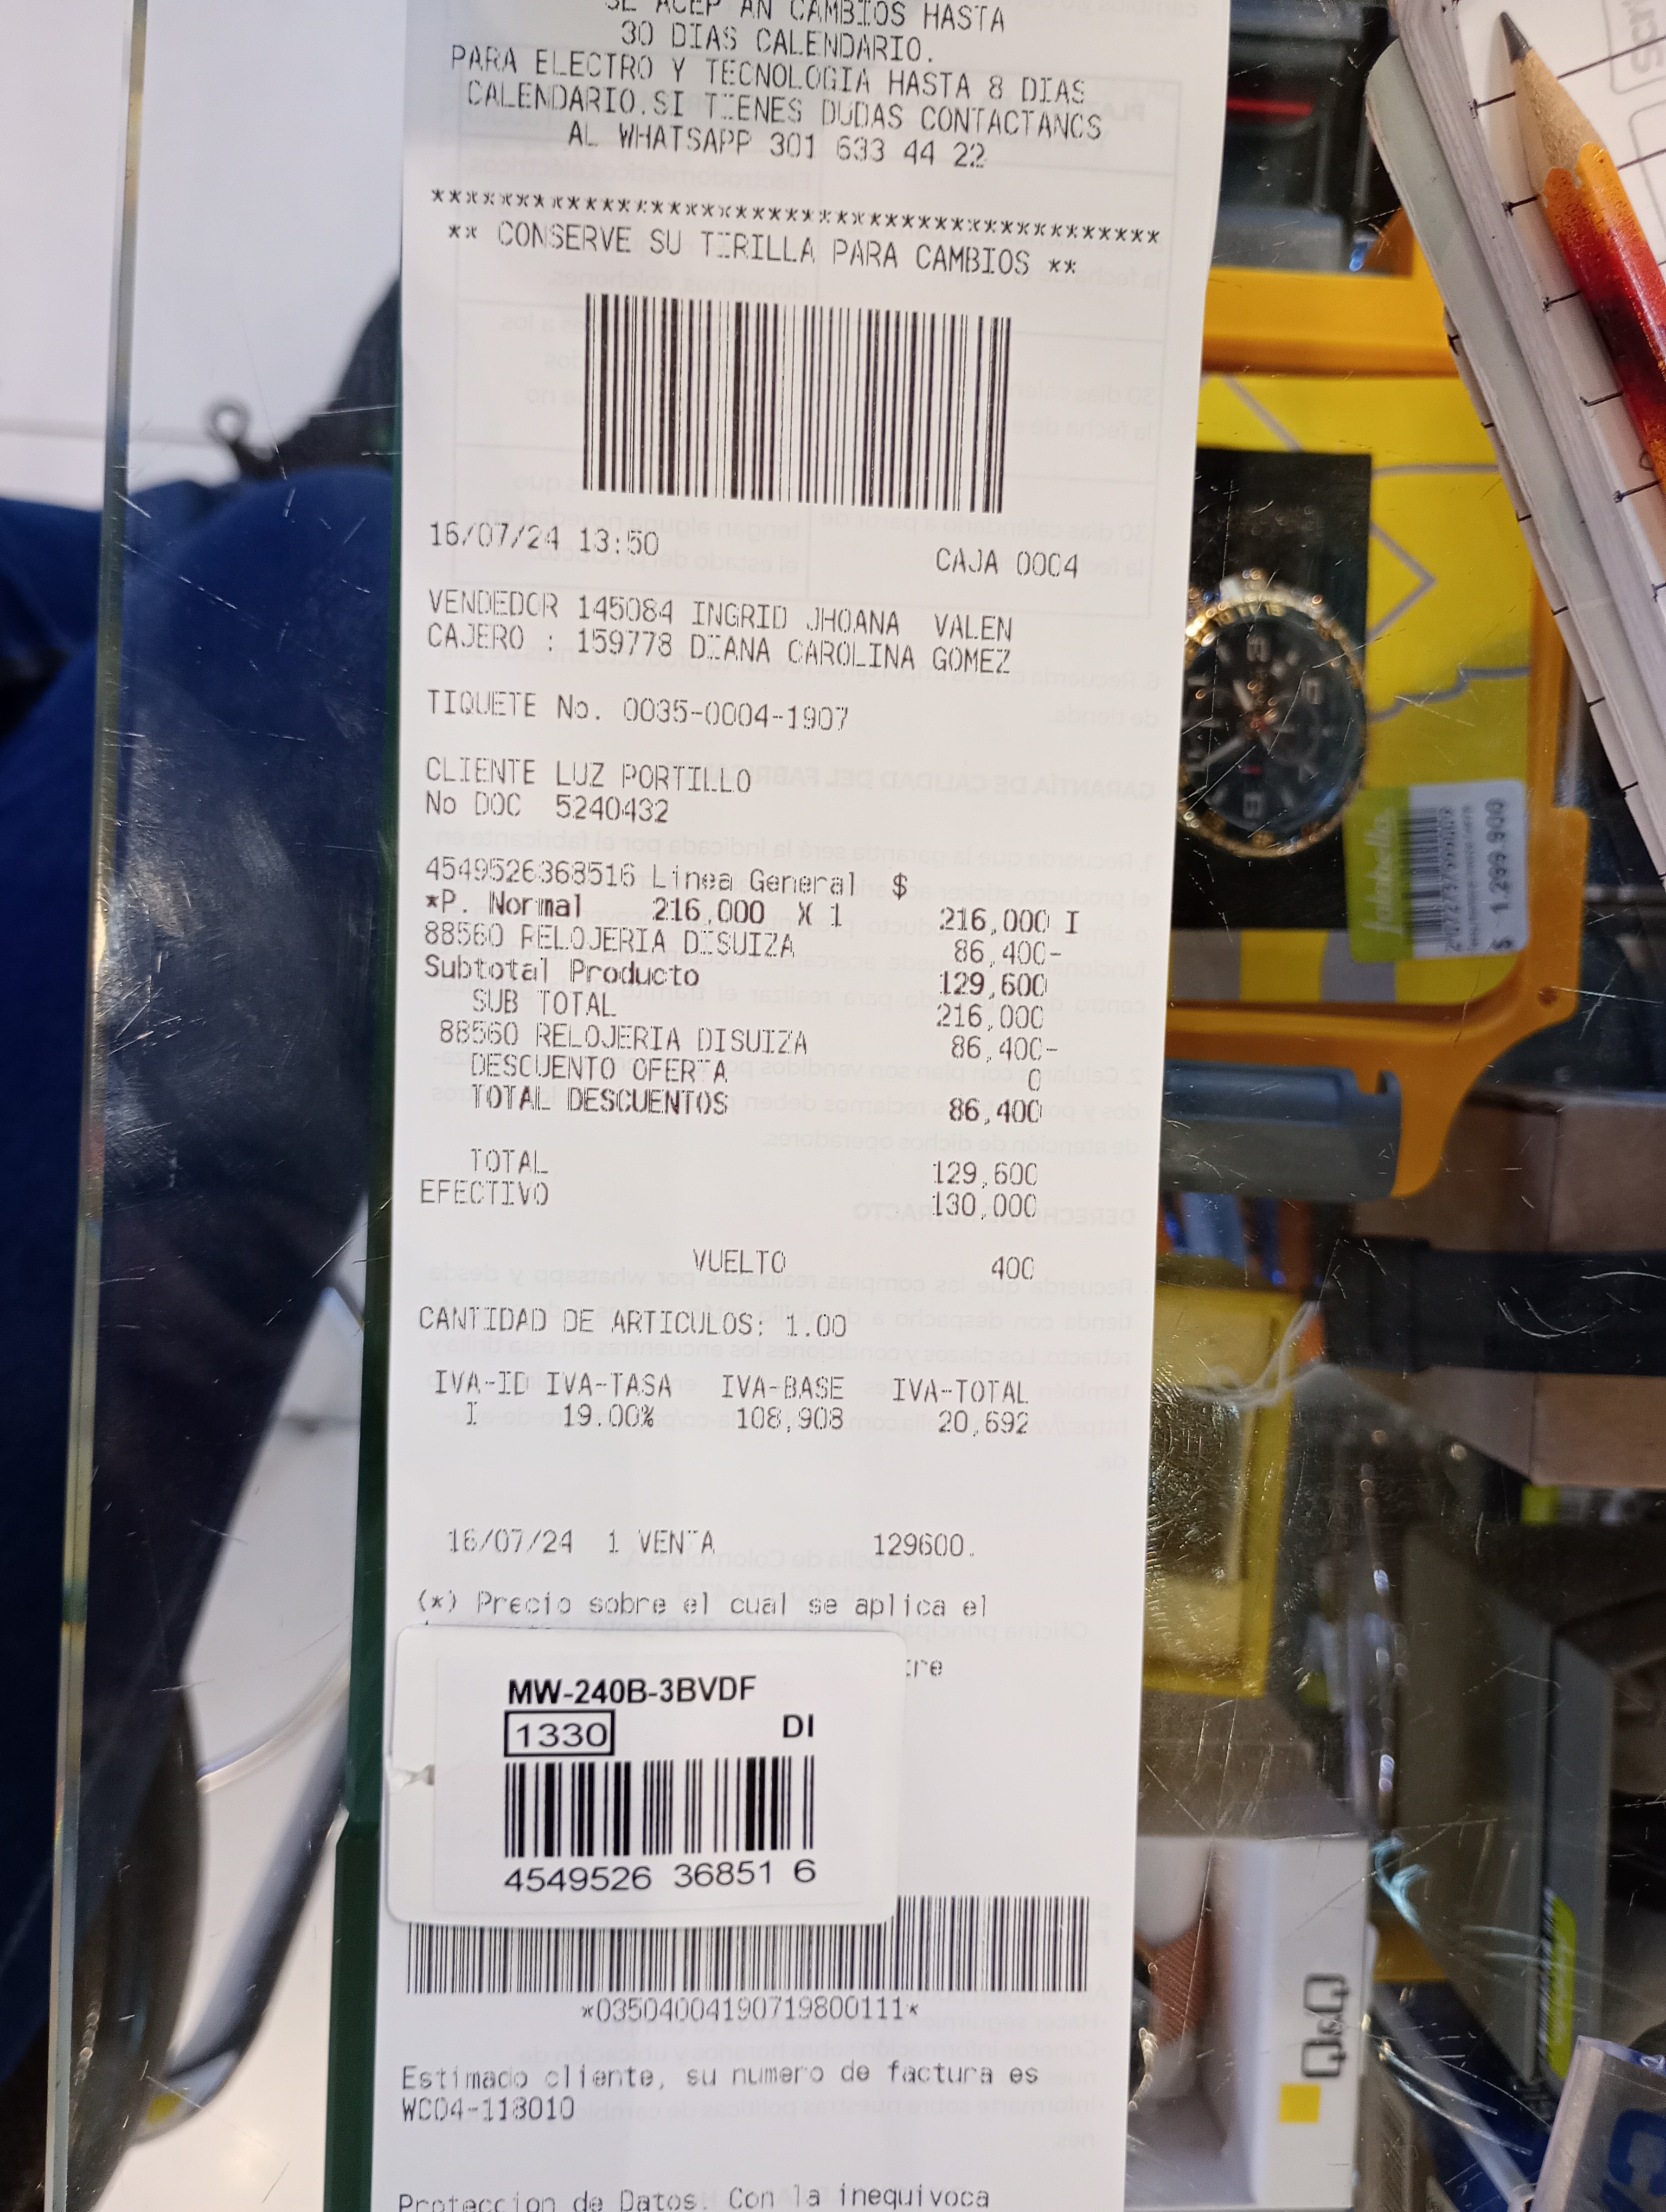 SE ACEPTAN CAMBIOS HASTA
30 DIAS CALENDARIO.
PARA ELECTRO Y TECNOLOGIA HASTA 8 DIAS
CALENDARIO.SI TIENES DUDAS CONTACTANOS
AL WHATSAPP 301 633 44 22
** CONSERVE SU TIRILLA PARA CAMBIOS **
16/07/24 13:50 CAJA 0004
VENDEDOR 145084 INGRID JHOANA VALEN
CAJERO : 159778 DIANA CAROLINA GOMEZ
TIQUETE No. 0035-0004-1907
CLIENTE LUZ PORTILLO
No DOC 5240432
4549526368516 Linea General $
*P. Normal 216,000 X 1 216,000 I
88560 RELOJERIA DISUIZA 86,400-
Subtotal Producto 129,600
SUB TOTAL 216,000
88560 RELOJERIA DISUIZA 86,400-
DESCUENTO OFERTA 0
TOTAL DESCUENTOS 86,400
TOTAL 129,600
EFECTIVO 130,000
VUELTO 400
CANTIDAD DE ARTICULOS: 1.00
IVA-ID IVA-TASA IVA-BASE IVA-TOTAL
I 19.00% 108,908 20,692
16/07/24 1 VENTA 129600.
(*) Precio sobre el cual se aplica el
MW-240B-3BVDF
1330 DI
4549526 36851 6
*03504004190719800111*
Estimado cliente, su numero de factura es
WC04-118010
Proteccion de Datos. Con la inequivoca
falabella
$ 1.299.900
Q&Q